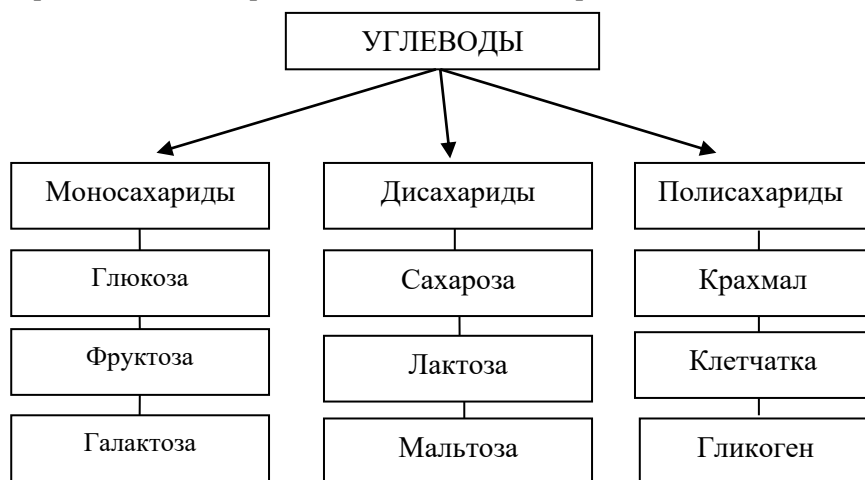 УГЛЕВОДЫ
Моносахариды
Дисахариды
Полисахариды
Глюкоза
Сахароза
Крахмал
Фруктоза
Лактоза
Клетчатка
Галактоза
Мальтоза
Гликоген